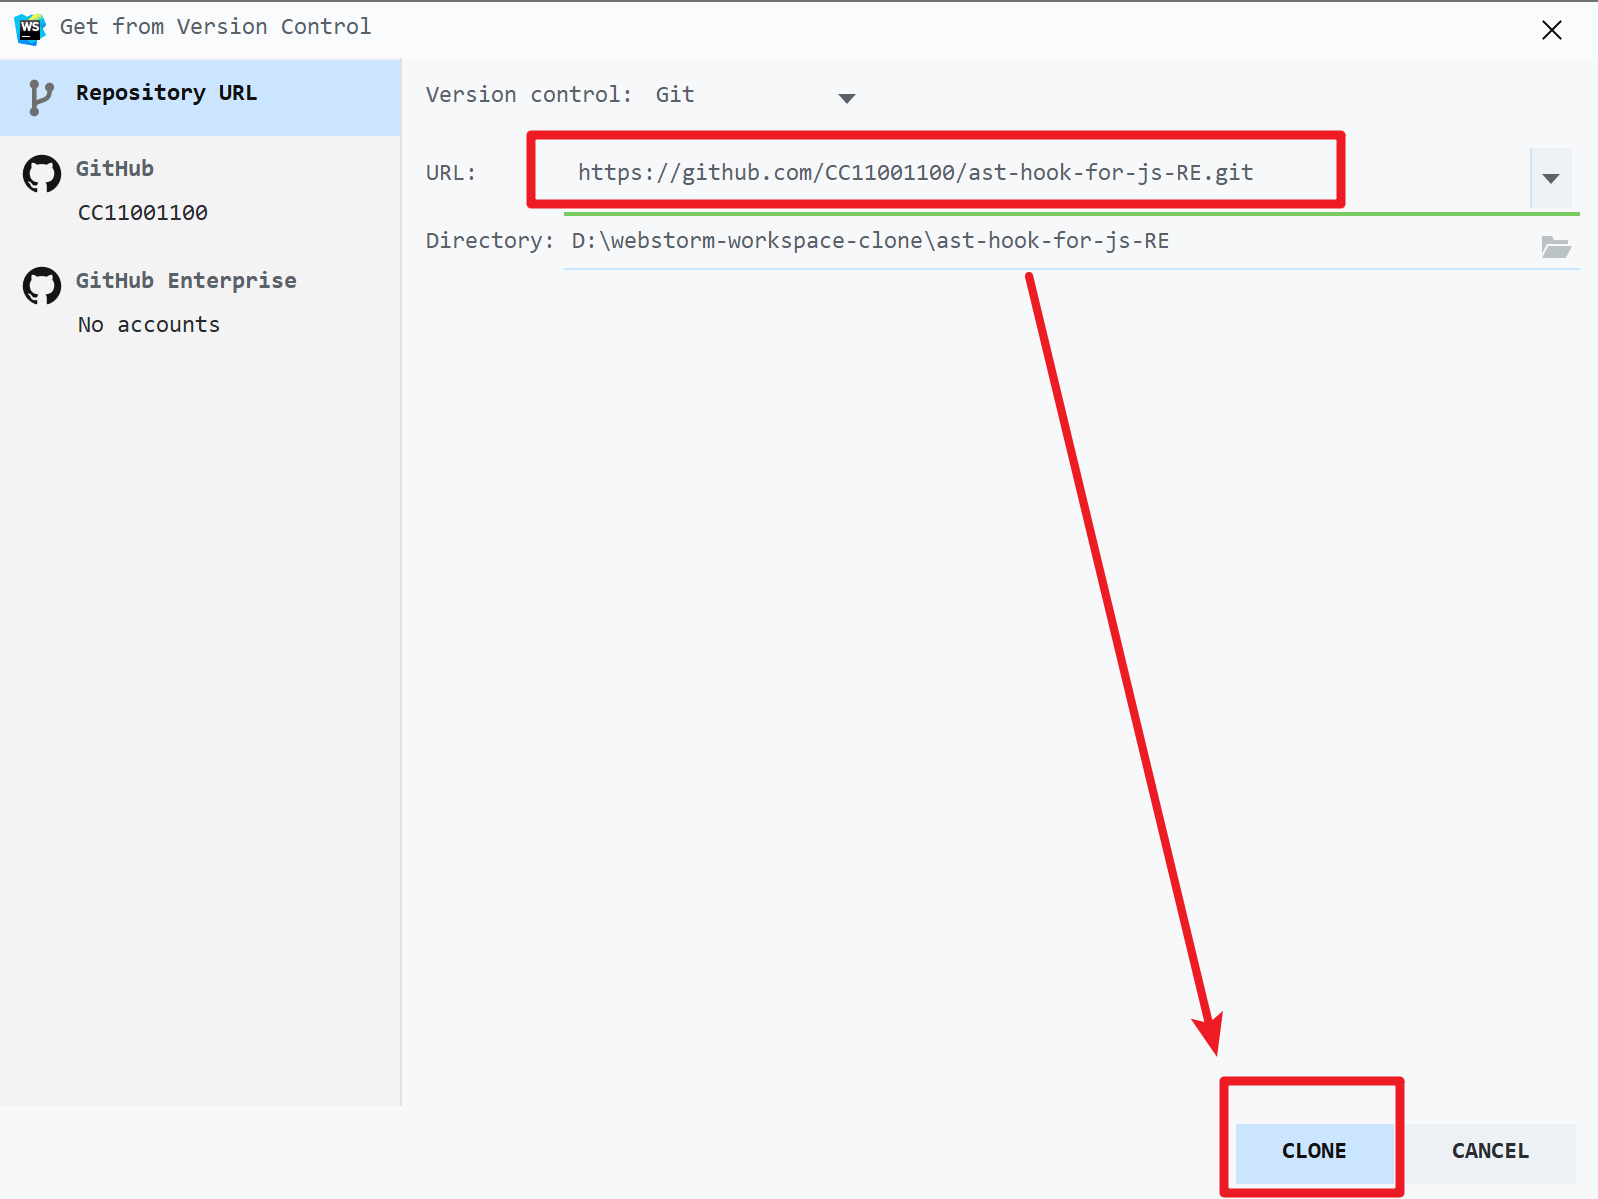 WS
Get from Version Control
Repository URL
GitHub
CC11001100
GitHub Enterprise
No accounts
Version control: Git
URL: https://github.com/CC11001100/ast-hook-for-js-RE.git
Directory: D:\webstorm-workspace-clone\ast-hook-for-js-RE
CLONE CANCEL